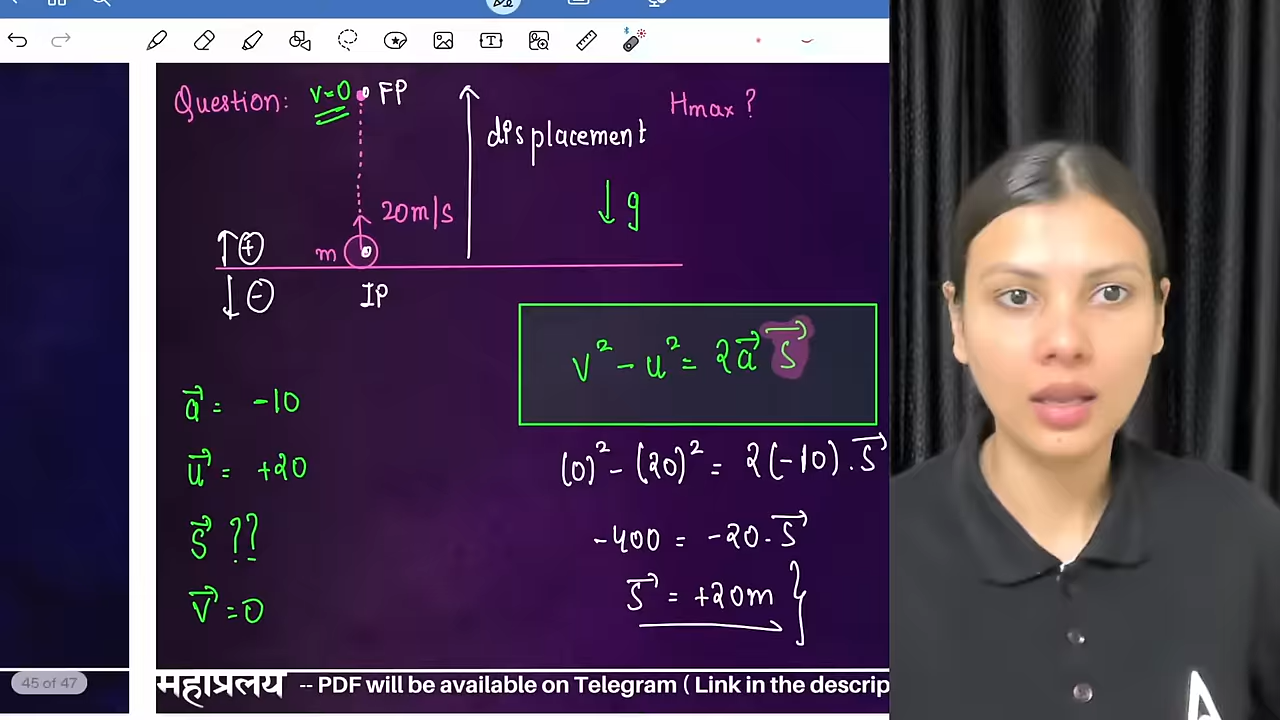 Question:
v=0
FP
displacement
Hmax ?
↓ g
20m/s
↑ +
m
↓ -
IP
v² - u² = 2a⃗ s⃗
a⃗ = -10
u⃗ = +20
s⃗ ??
v⃗ = 0
(0)² - (20)² = 2(-10) . s⃗
-400 = -20 . s⃗
s⃗ = +20m }
45 of 47
महाप्रलय -- PDF will be available on Telegram ( Link in the descrip